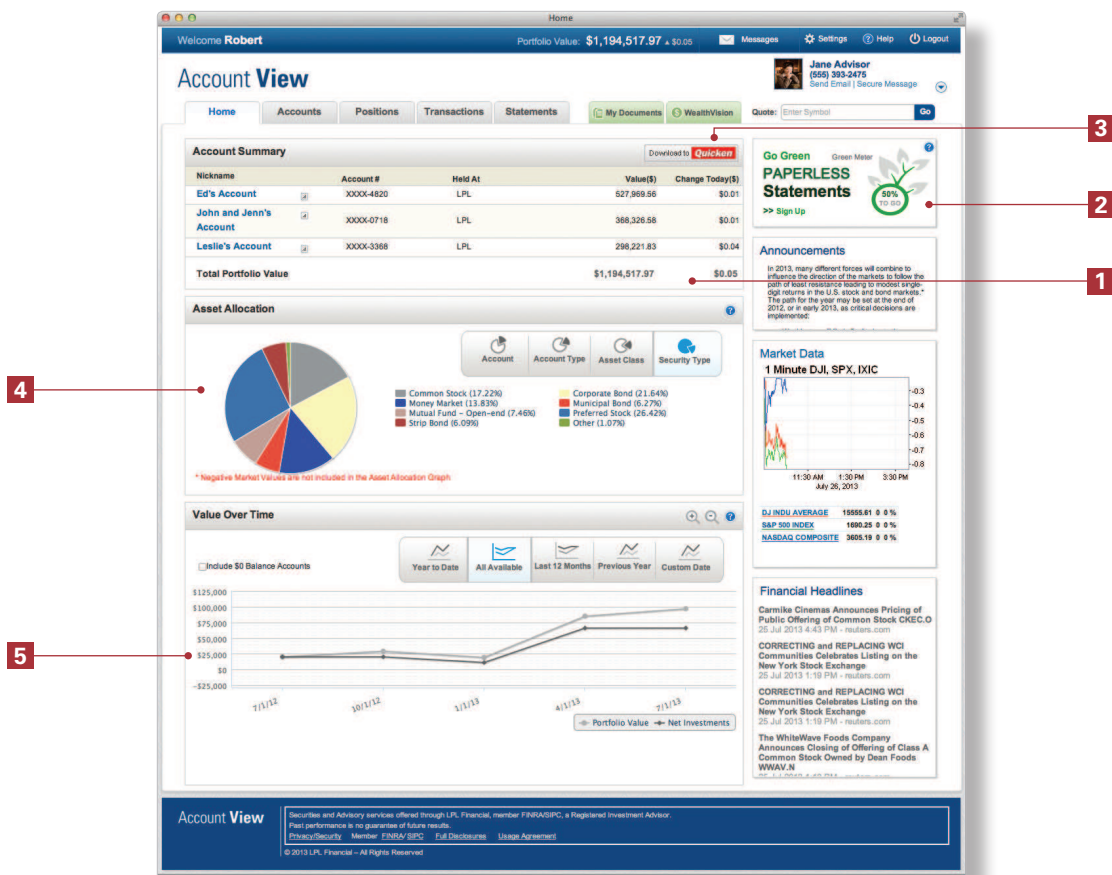 Home
Welcome Robert
Portfolio Value: $1,194,517.97 ▲ $0.05
Messages
Settings
Help
Logout
Account View
Jane Advisor
(555) 393-2475
Send Email | Secure Message
Home
Accounts
Positions
Transactions
Statements
My Documents
WealthVision
Quote: Enter Symbol
Go
3
Account Summary
Download to Quicken
Nickname Account # Held At Value($) Change Today($)
Ed's Account XXXX-4820 LPL 527,969.56 $0.01
John and Jenn's
Account XXXX-0718 LPL 368,326.58 $0.01
Leslie's Account XXXX-3368 LPL 298,221.83 $0.04
Total Portfolio Value $1,194,517.97 $0.05
Go Green Green Meter
PAPERLESS
Statements
>> Sign Up
50%
TO GO
2
Announcements
In 2013, many different forces will combine to
influence the direction of the markets to follow the
path of least resistance leading to modest single-
digit returns in the U.S. stock and bond markets.*
The path for the year may be set at the end of
2012, or in early 2013, as critical decisions are
implemented:
1
Asset Allocation
Account
Account Type
Asset Class
Security Type
Common Stock (17.22%)
Money Market (13.83%)
Mutual Fund - Open-end (7.46%)
Strip Bond (6.09%)
Corporate Bond (21.64%)
Municipal Bond (6.27%)
Preferred Stock (26.42%)
Other (1.07%)
* Negative Market Values are not included in the Asset Allocation Graph
4
Market Data
1 Minute DJI, SPX, IXIC
-0.3
-0.4
-0.5
-0.6
-0.7
-0.8
11:30 AM 1:30 PM 3:30 PM
July 26, 2013
DJ INDU AVERAGE 15555.61 0 0 %
S&P 500 INDEX 1690.25 0 0 %
NASDAQ COMPOSITE 3605.19 0 0 %
Value Over Time
Include $0 Balance Accounts
Year to Date
All Available
Last 12 Months
Previous Year
Custom Date
$125,000
$100,000
$75,000
$50,000
$25,000
$0
-$25,000
7/1/12
10/1/12
1/1/13
4/1/13
7/1/13
Portfolio Value Net Investments
5
Financial Headlines
Carmike Cinemas Announces Pricing of
Public Offering of Common Stock CKEC.O
25 Jul 2013 4:43 PM - reuters.com
CORRECTING and REPLACING WCI
Communities Celebrates Listing on the
New York Stock Exchange
25 Jul 2013 1:19 PM - reuters.com
CORRECTING and REPLACING WCI
Communities Celebrates Listing on the
New York Stock Exchange
25 Jul 2013 1:19 PM - reuters.com
The WhiteWave Foods Company
Announces Closing of Offering of Class A
Common Stock Owned by Dean Foods
WWAV.N
Account View
Securities and Advisory services offered through LPL Financial, member FINRA/SIPC, a Registered Investment Advisor.
Past performance is no guarantee of future results.
Privacy/Security Member FINRA/ SIPC Full Disclosures Usage Agreement
© 2013 LPL Financial – All Rights Reserved